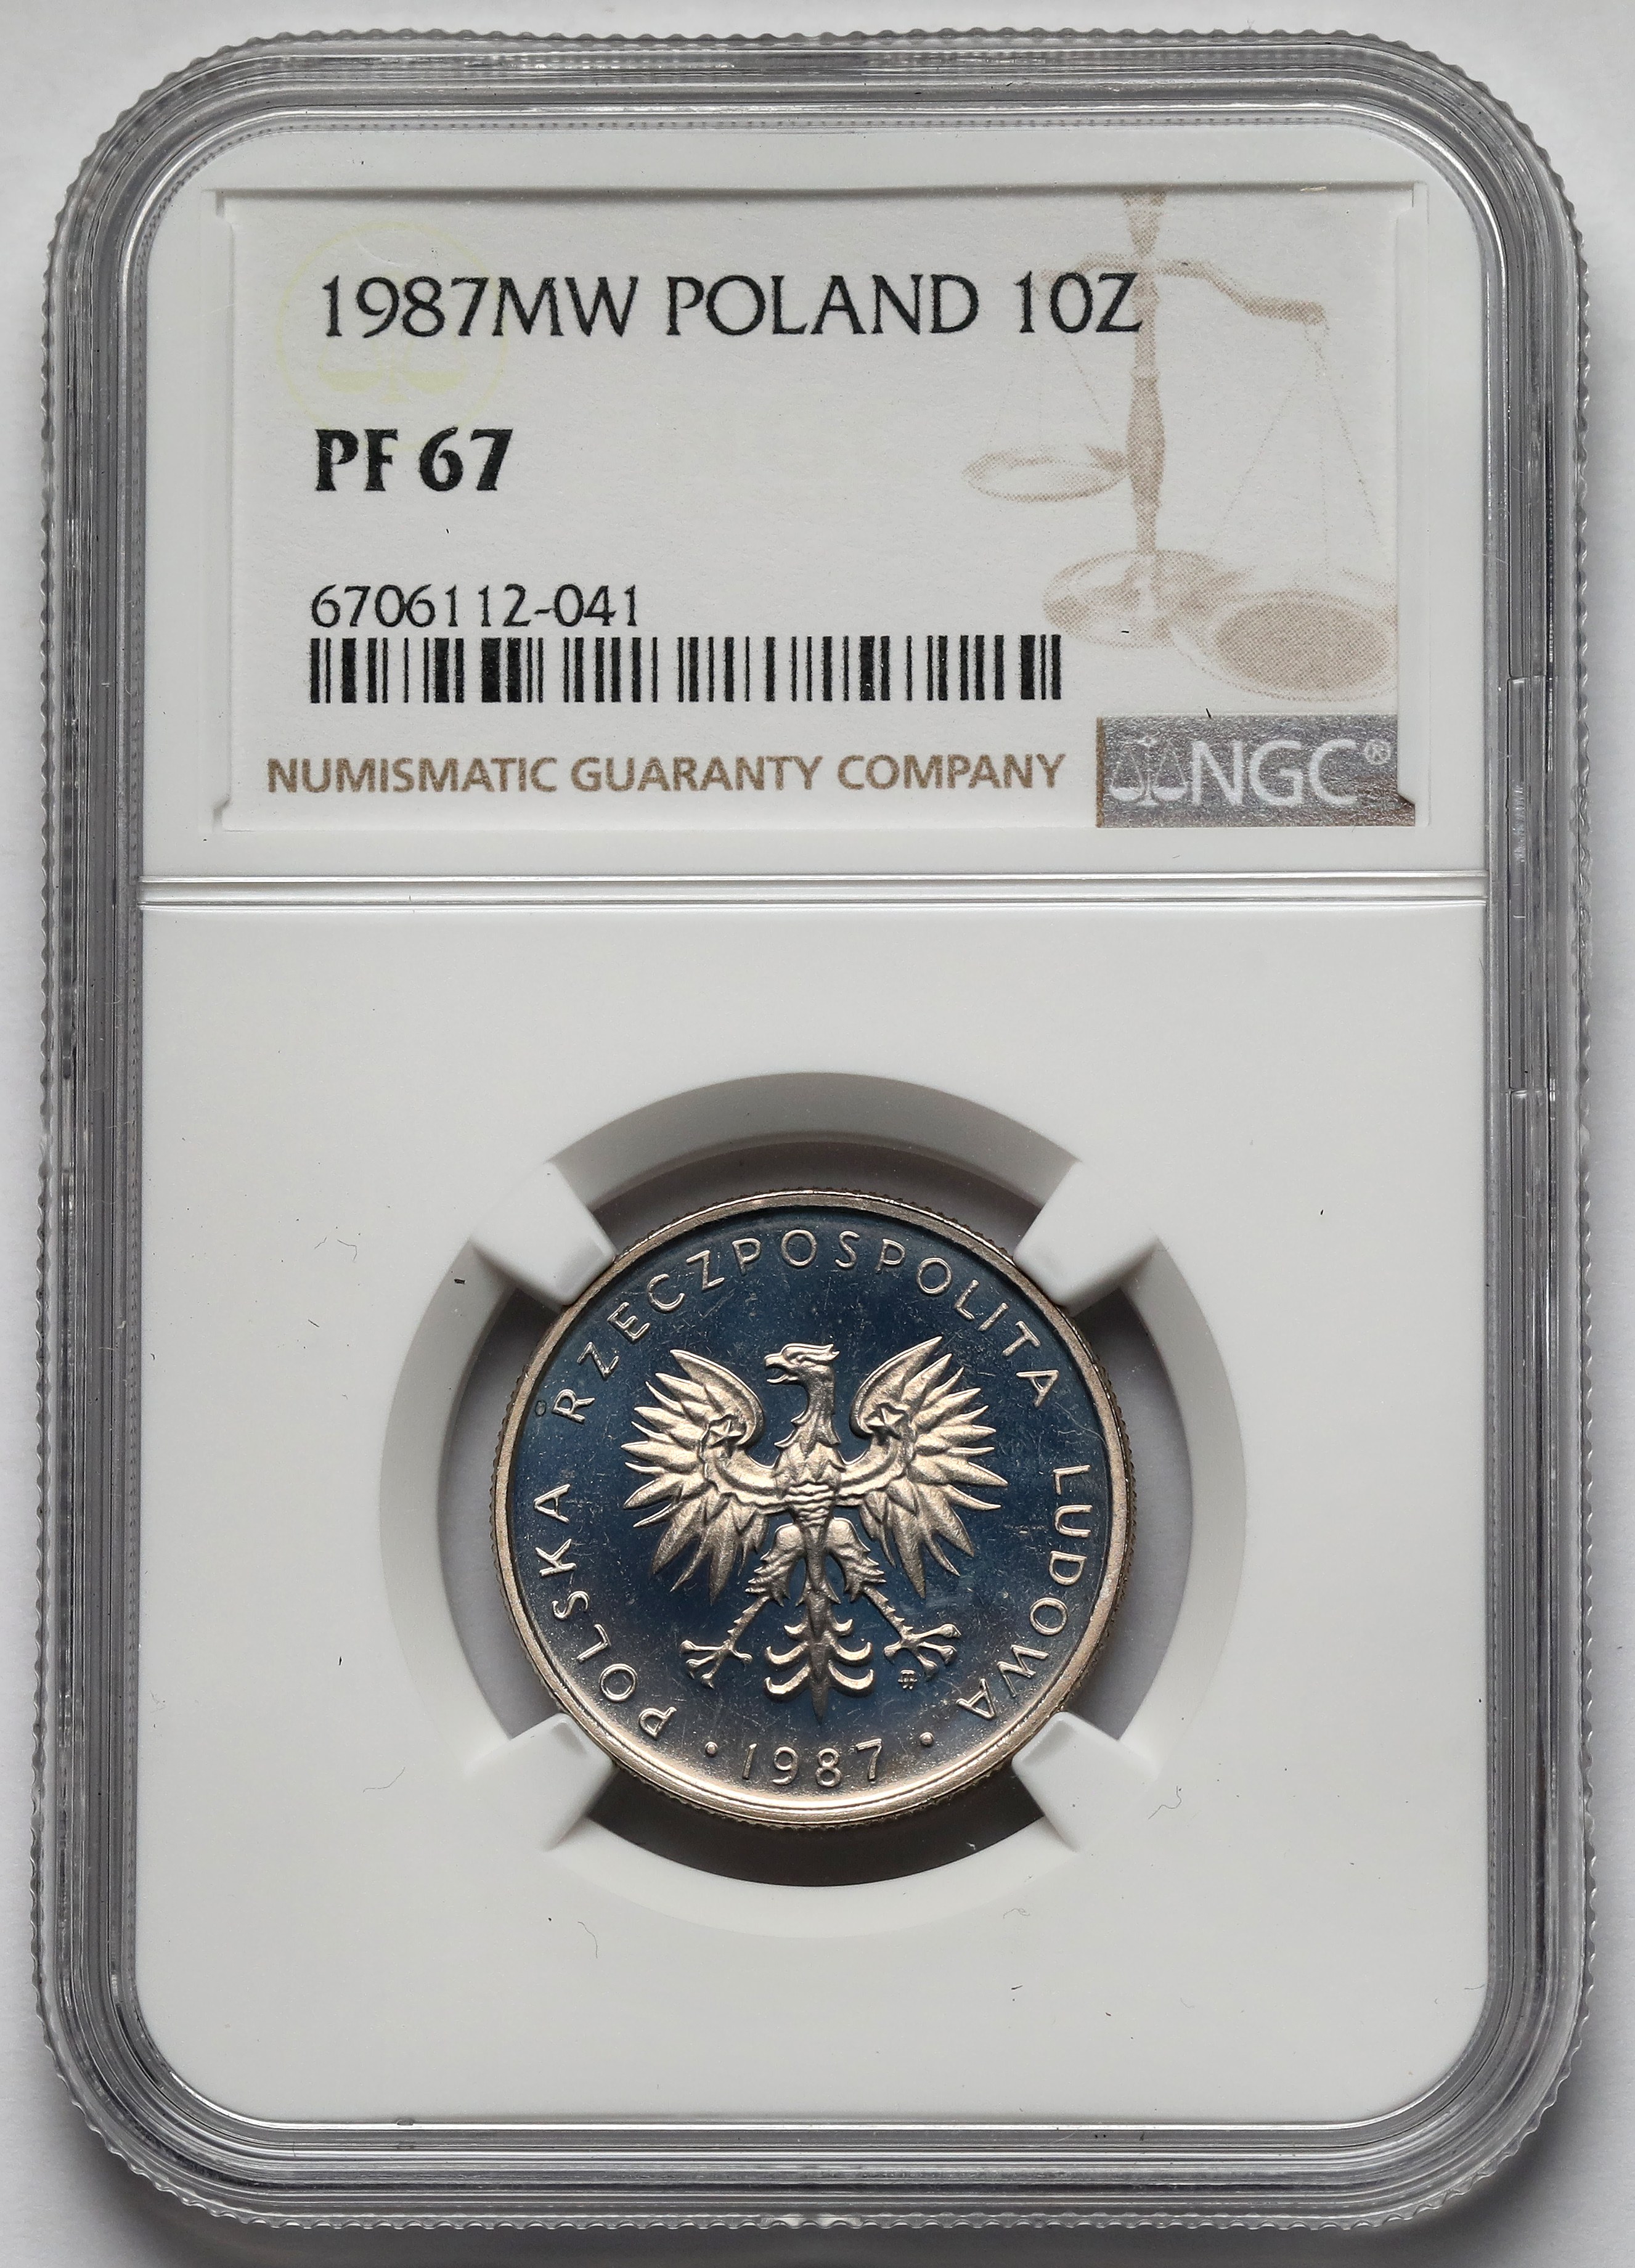 1987MW POLAND 10Z
PF 67
6706112-041
NUMISMATIC GUARANTY COMPANY
NGC®
POLSKA RZECZPOSPOLITA LUDOWA
· 1987 ·